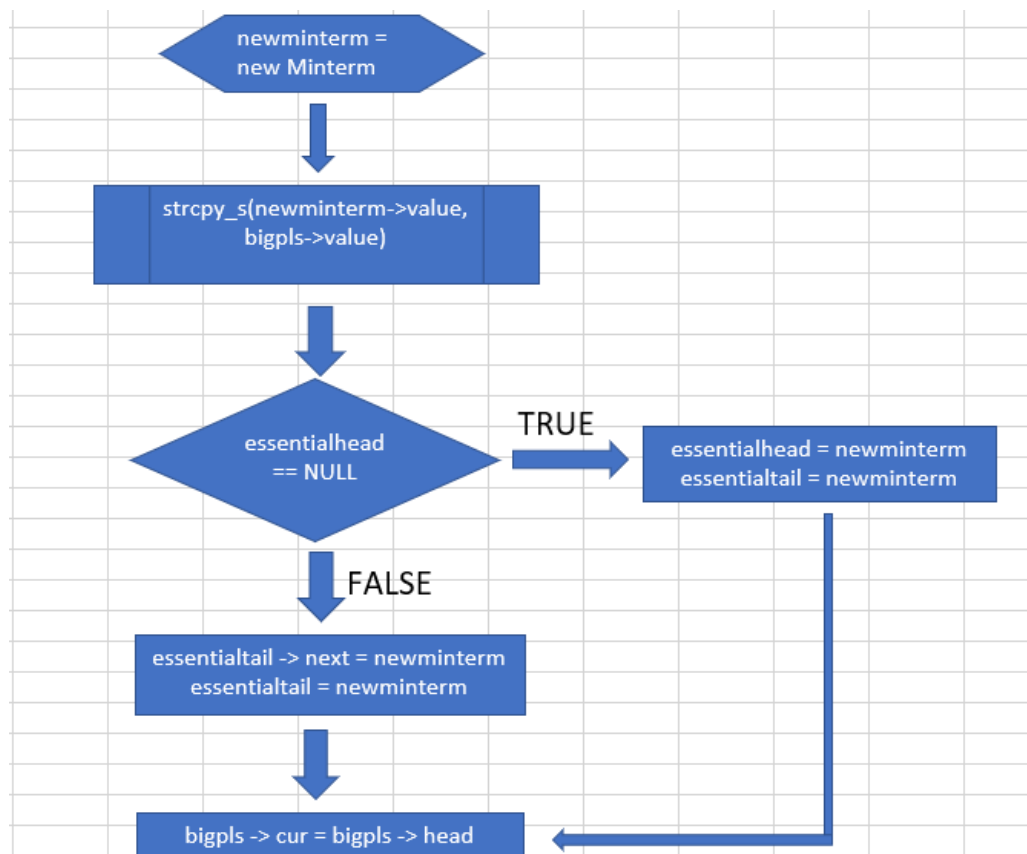 newminterm =
new Minterm
strcpy_s(newminterm->value,
bigpls->value)
essentialhead
== NULL
TRUE
essentialhead = newminterm
essentialtail = newminterm
FALSE
essentialtail -> next = newminterm
essentialtail = newminterm
bigpls -> cur = bigpls -> head